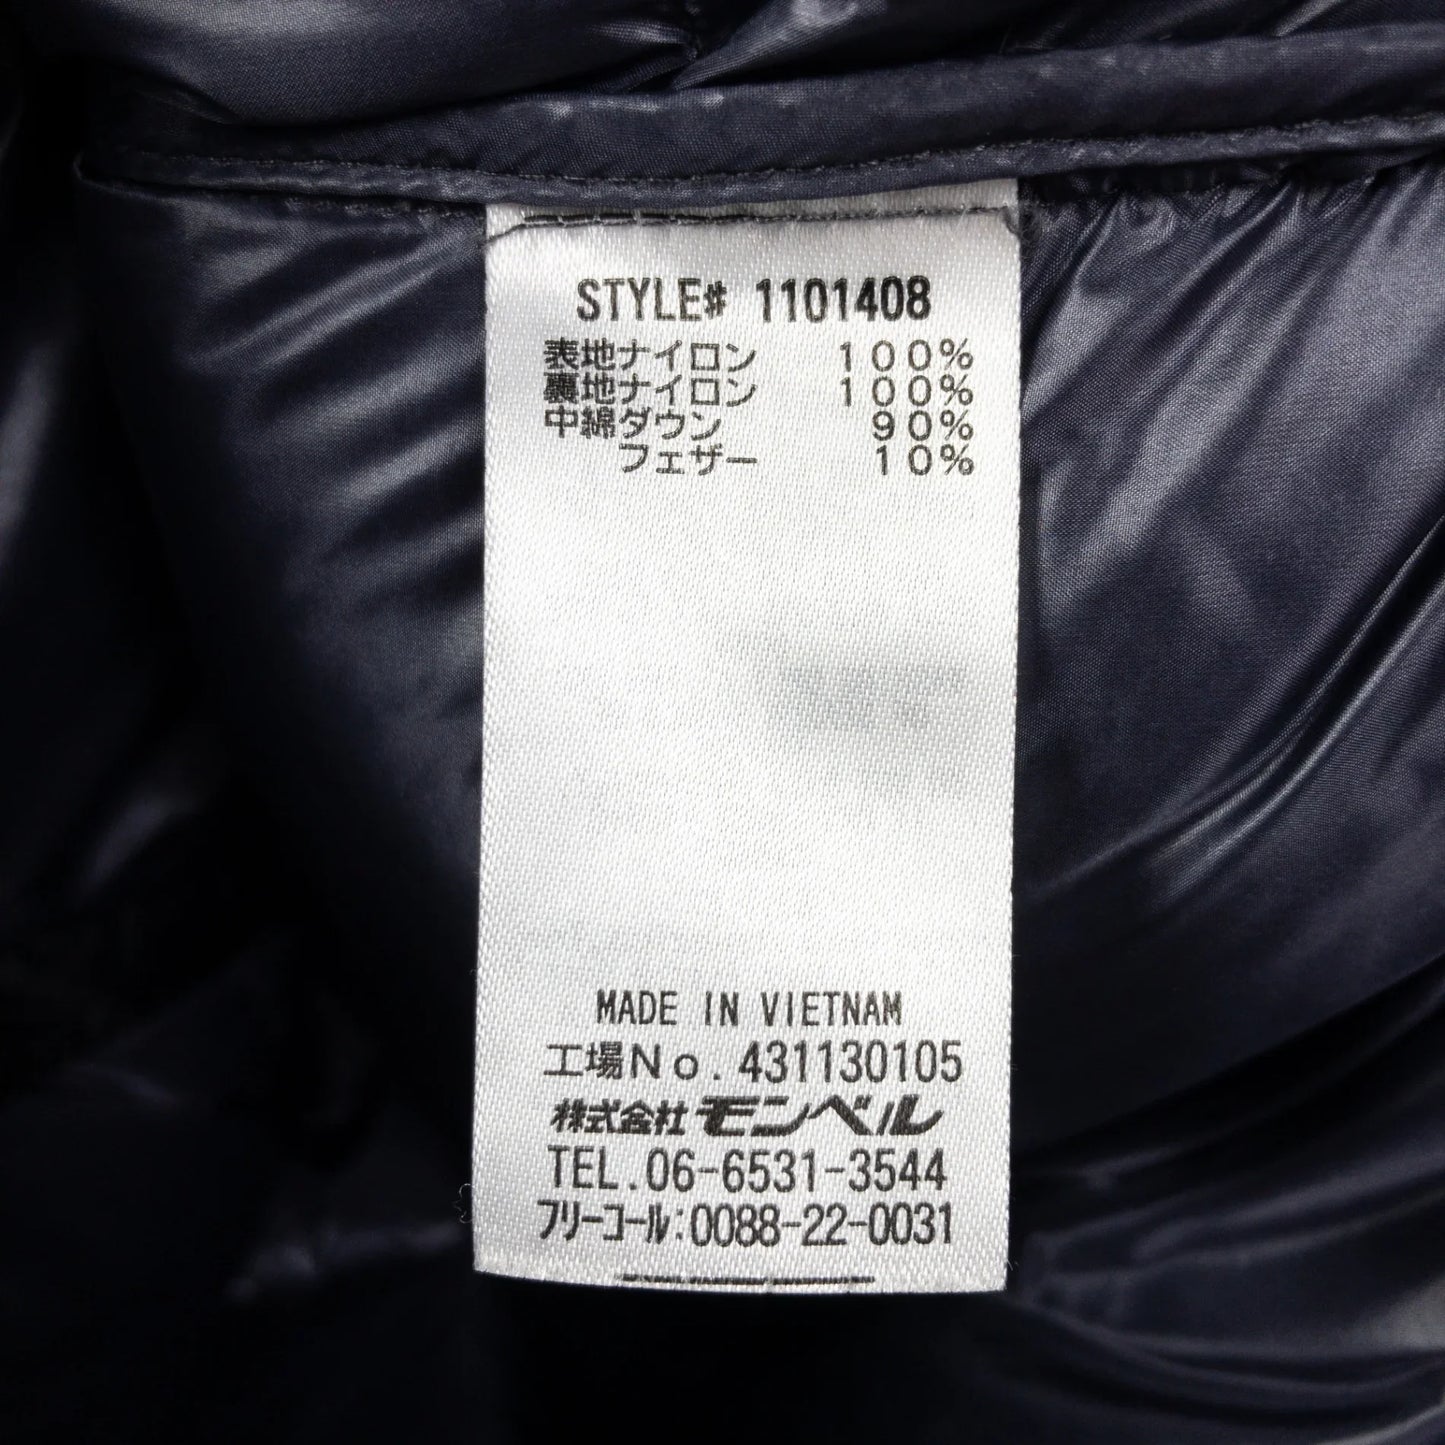 STYLE# 1101408
表地ナイロン 100%
裏地ナイロン 100%
中綿ダウン 90%
フェザー 10%
MADE IN VIETNAM
工場No.431130105
株式会社モンベル
TEL.06-6531-3544
フリーコール:0088-22-0031